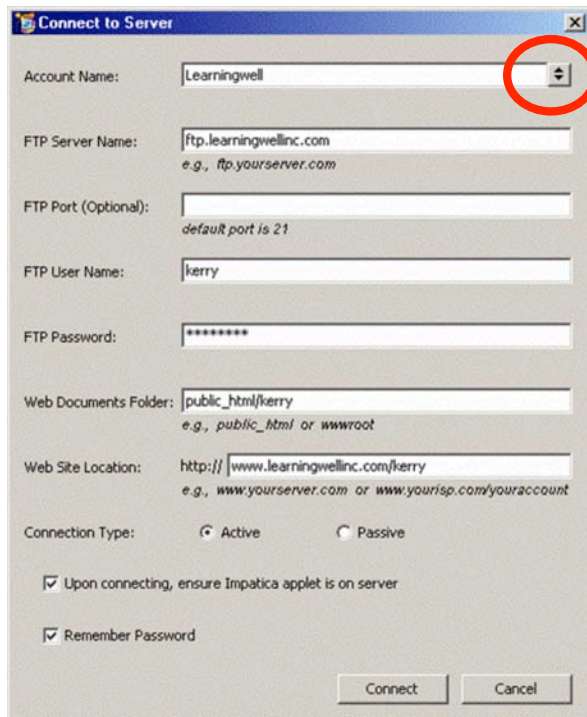 Connect to Server
Account Name: Learningwell
FTP Server Name: ftp.learningwellinc.com
e.g., ftp.yourserver.com
FTP Port (Optional):
default port is 21
FTP User Name: kerry
FTP Password: ********
Web Documents Folder: public_html/kerry
e.g., public_html or wwwroot
Web Site Location: http:// www.learningwellinc.com/kerry
e.g., www.yourserver.com or www.yourisp.com/youraccount
Connection Type: Active Passive
Upon connecting, ensure Impatica applet is on server
Remember Password
Connect Cancel